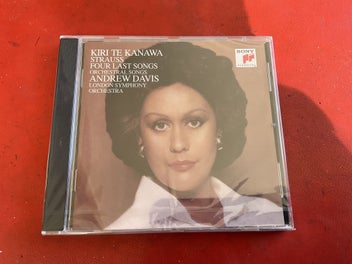 KIRI TE KANAWA
STRAUSS
FOUR LAST SONGS
ORCHESTRAL SONGS
ANDREW DAVIS
LONDON SYMPHONY
ORCHESTRA
SONY